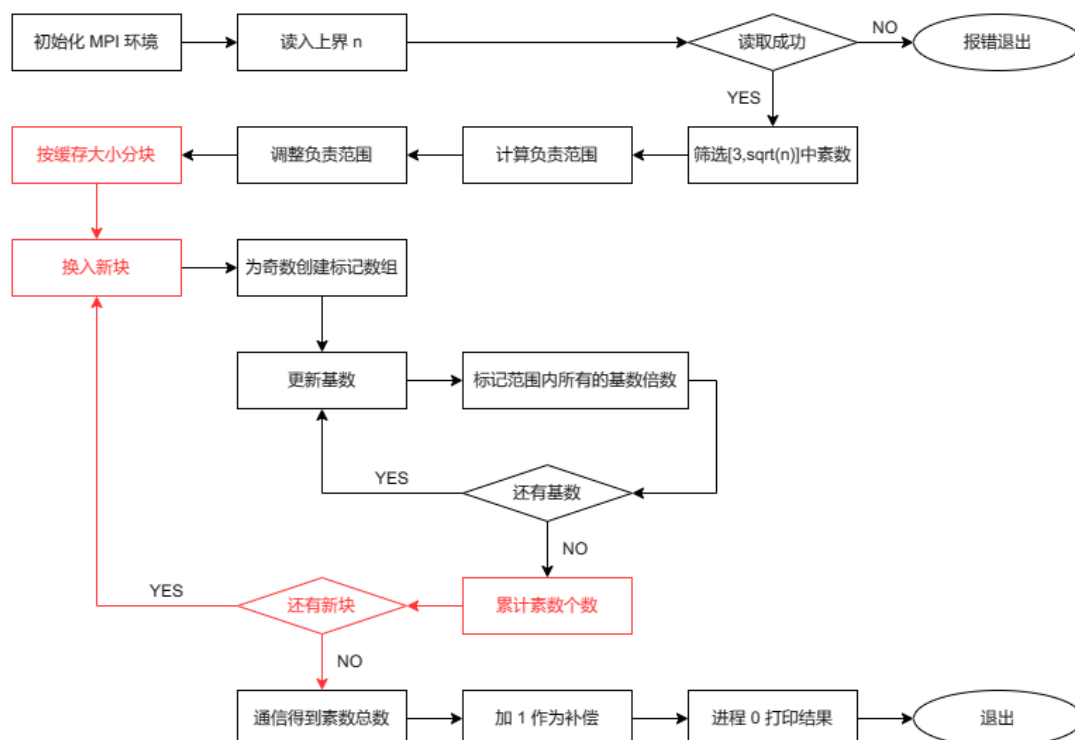 初始化 MPI 环境
读入上界 n
读取成功
NO
报错退出
YES
按缓存大小分块
调整负责范围
计算负责范围
筛选[3,sqrt(n)]中素数
换入新块
为奇数创建标记数组
更新基数
标记范围内所有的基数倍数
YES
还有基数
NO
YES
还有新块
累计素数个数
NO
通信得到素数总数
加 1 作为补偿
进程 0 打印结果
退出